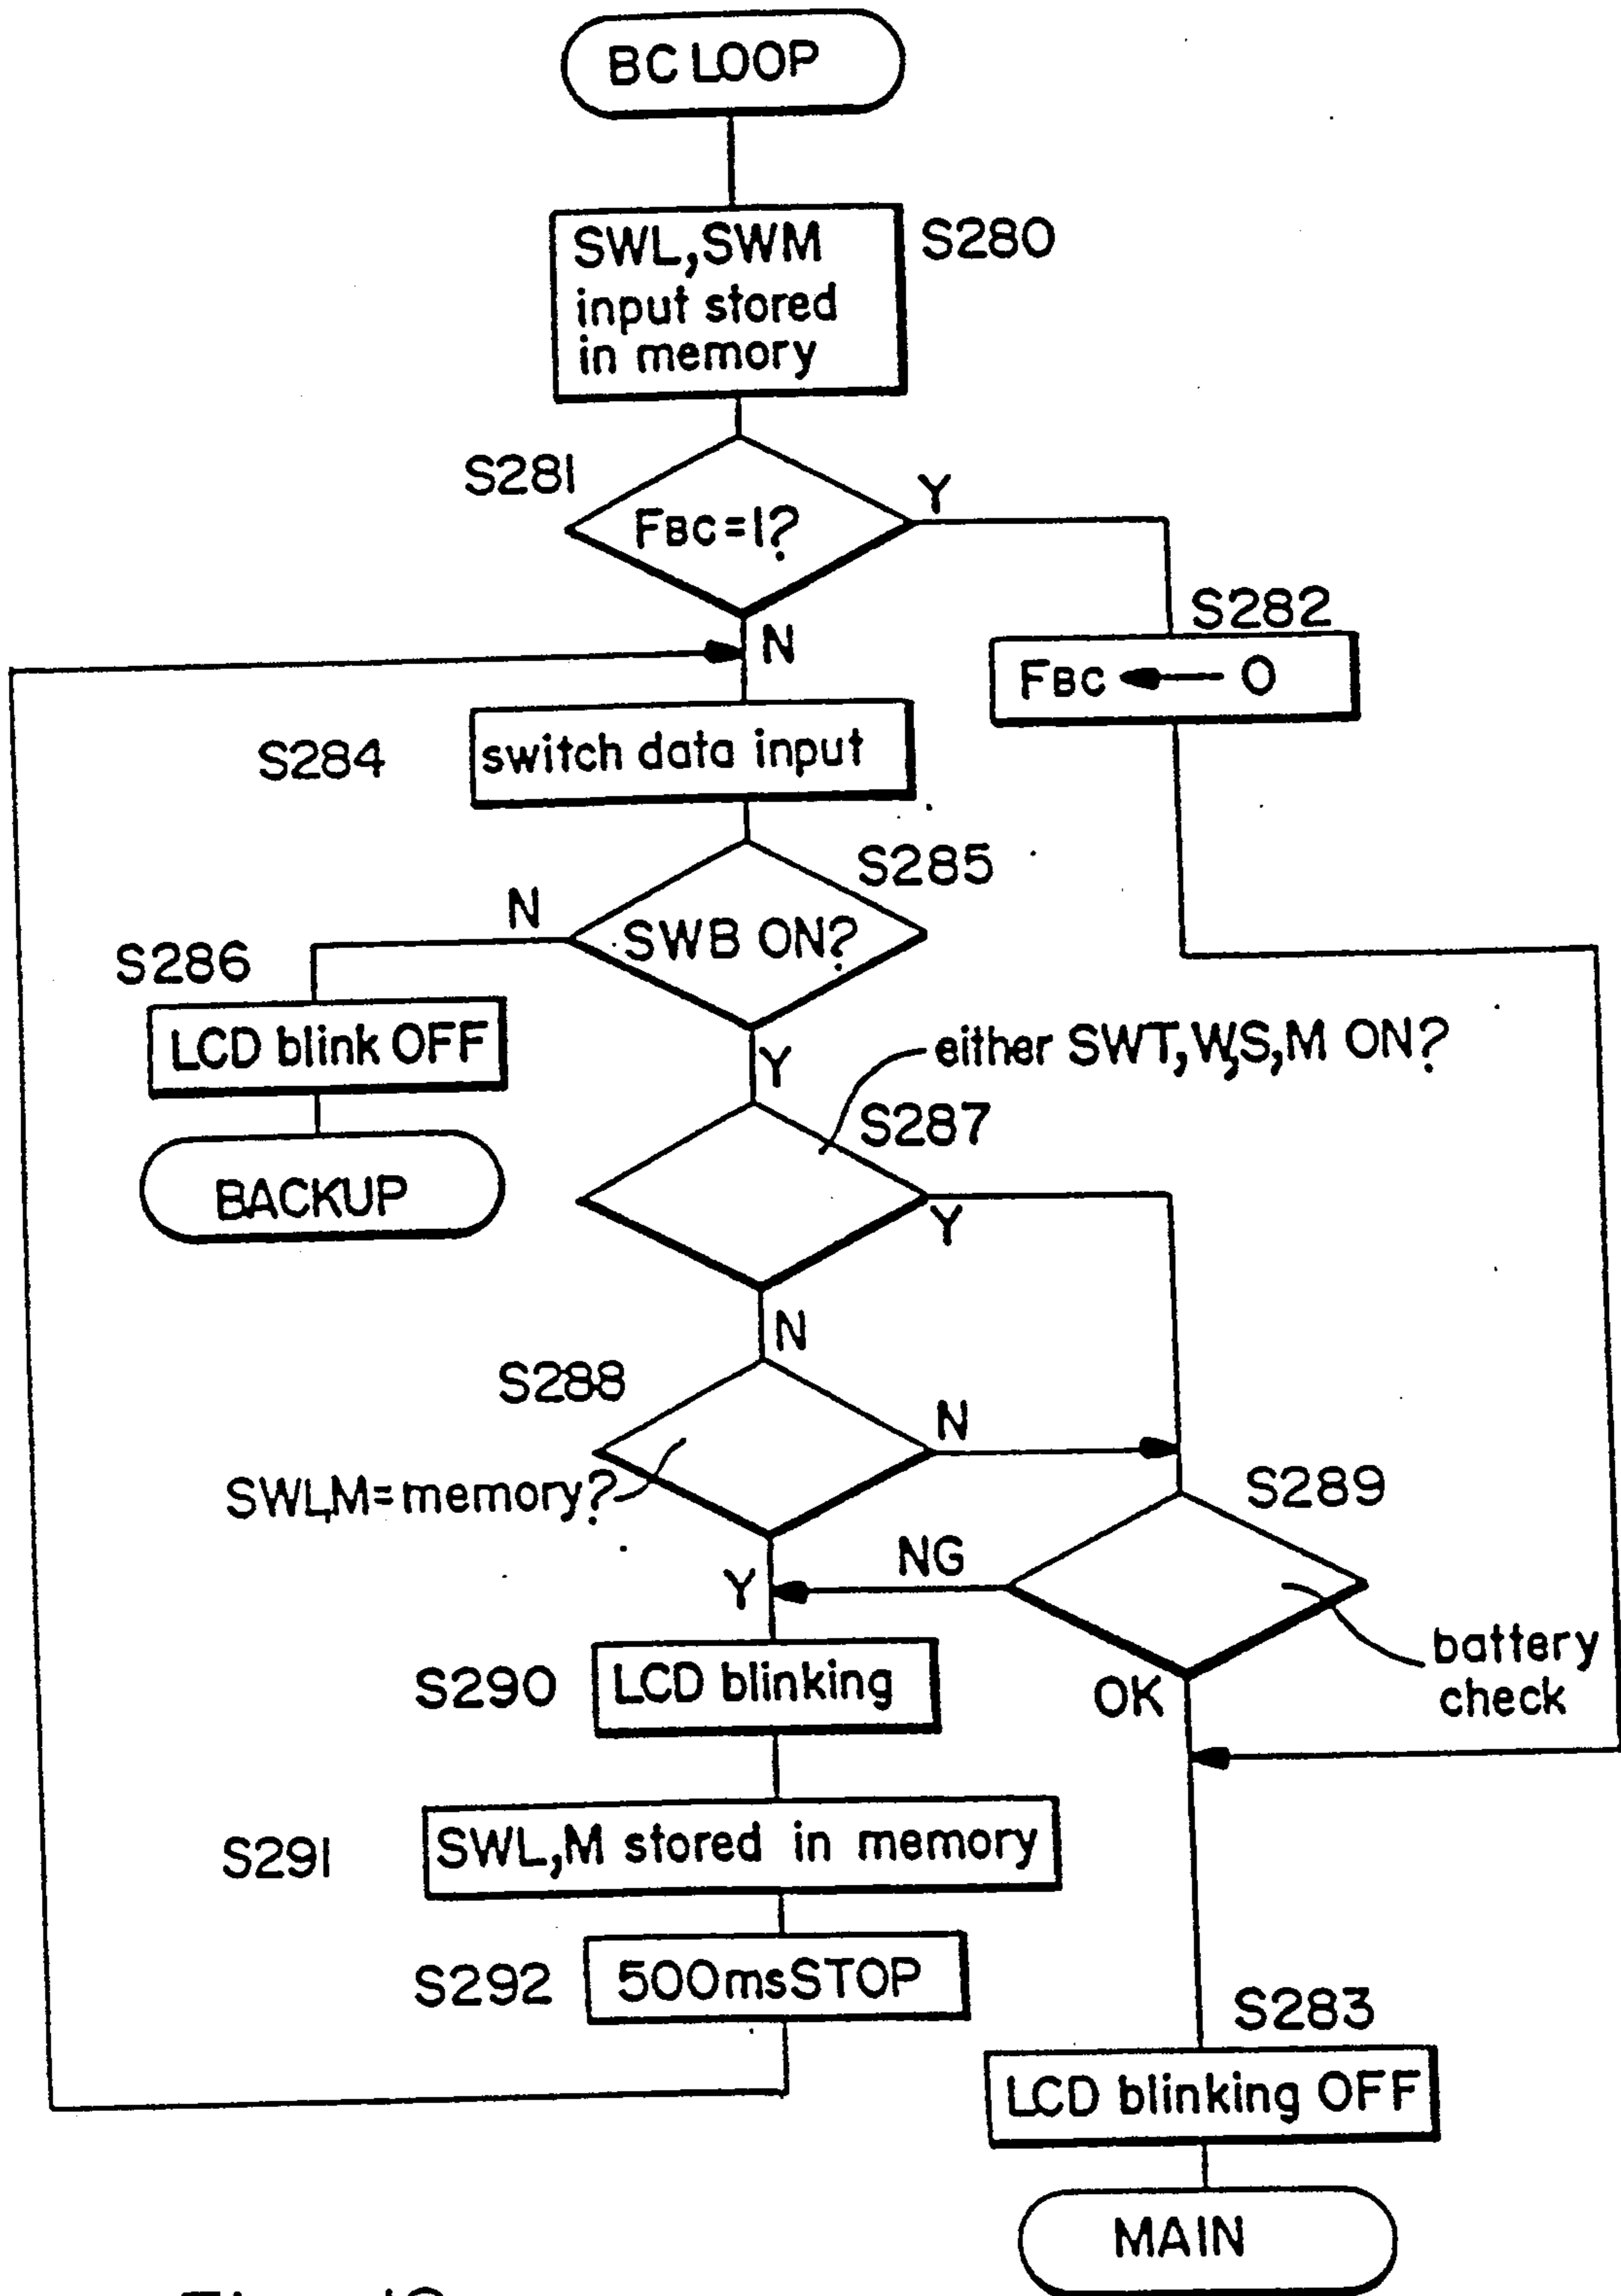 BC LOOP
SWL,SWM
input stored
in memory
S280
S281
FBC=1?
Y
N
S282
FBC ← O
S284
switch data input
S285
SWB ON?
N
S286
LCD blink OFF
BACKUP
Y
either SWT,W,S,M ON?
S287
Y
N
S288
N
SWL,M=memory?
S289
NG
Y
battery
check
OK
S290
LCD blinking
S291
SWL,M stored in memory
S292
500msSTOP
S283
LCD blinking OFF
MAIN